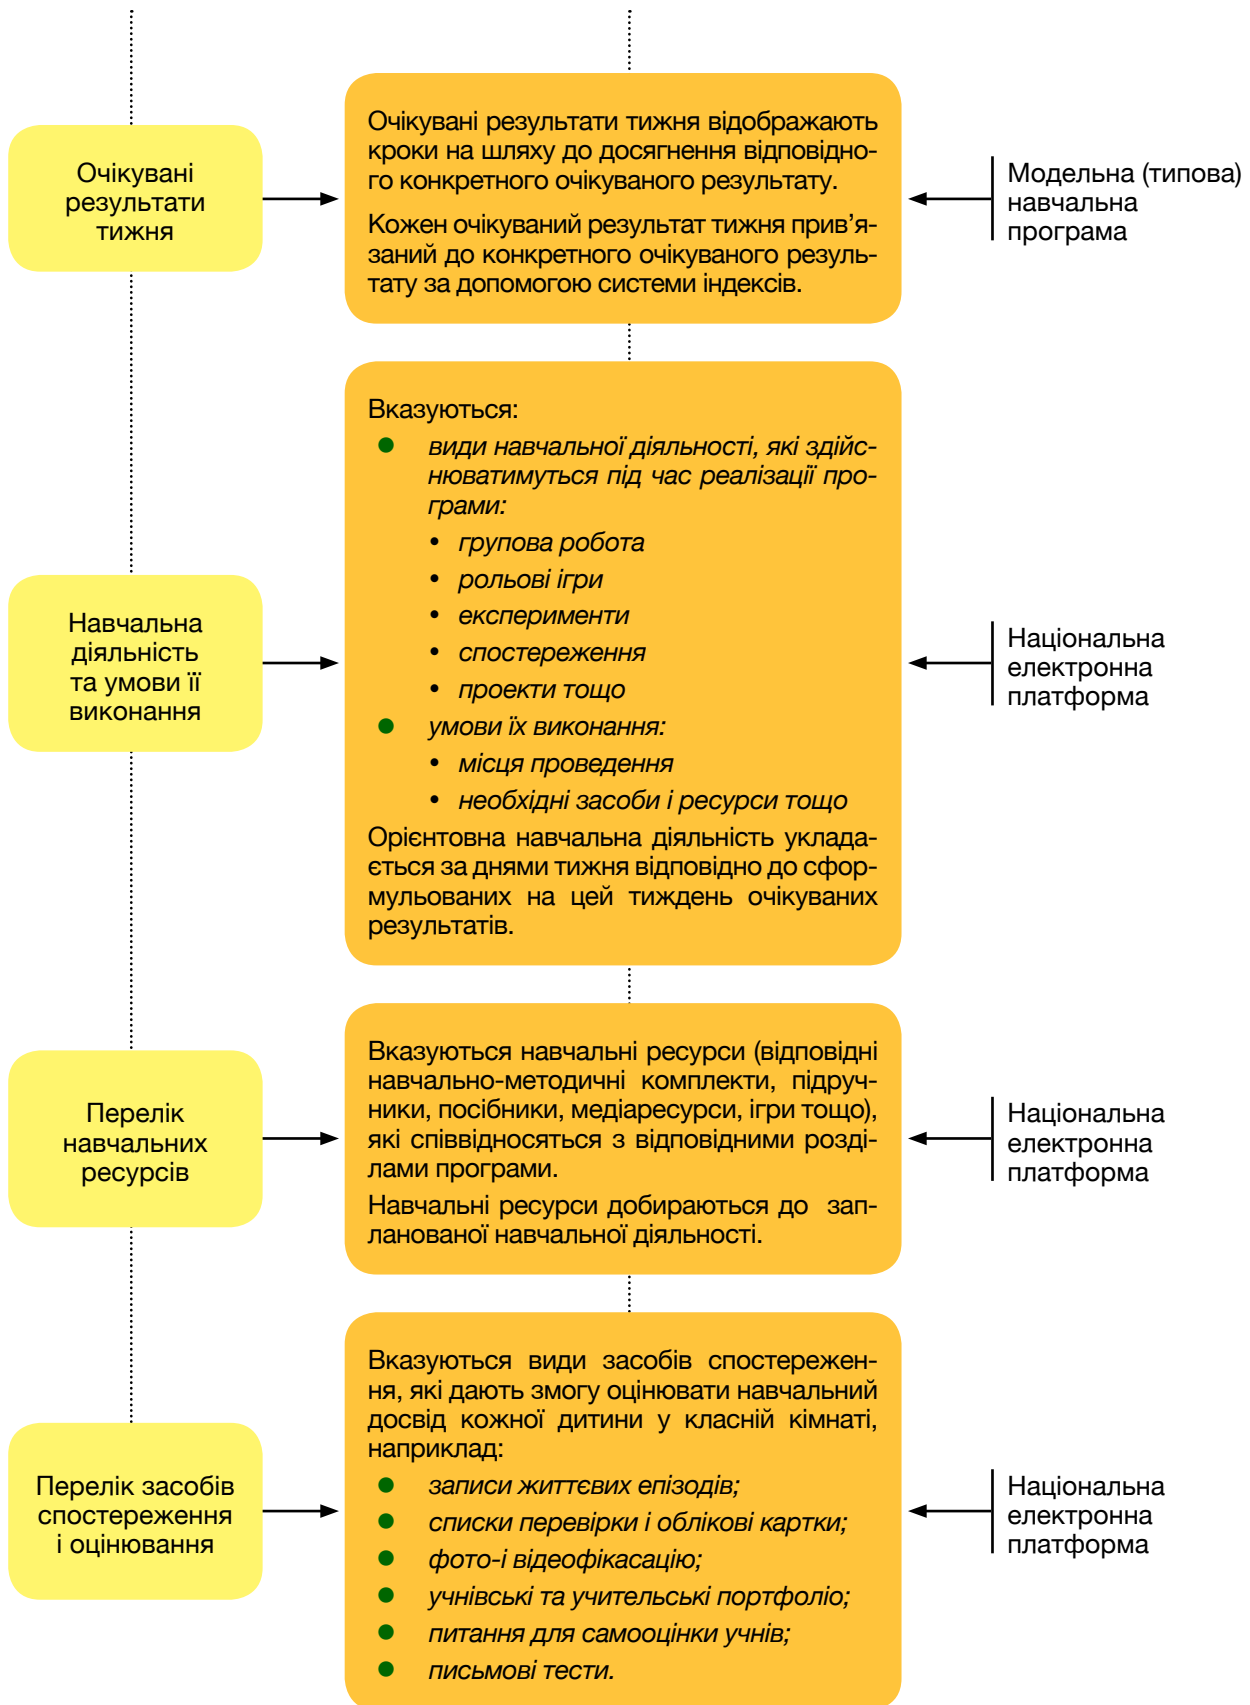 Очікувані
результати
тижня
Очікувані результати тижня відображають
кроки на шляху до досягнення відповідно-
го конкретного очікуваного результату.
Кожен очікуваний результат тижня прив’я-
заний до конкретного очікуваного резуль-
тату за допомогою системи індексів.
Модельна (типова)
навчальна
програма
Навчальна
діяльність
та умови її
виконання
Вказуються:
● види навчальної діяльності, які здійс-
нюватимуться під час реалізації про-
грами:
• групова робота
• рольові ігри
• експерименти
• спостереження
• проекти тощо
● умови їх виконання:
• місця проведення
• необхідні засоби і ресурси тощо
Орієнтовна навчальна діяльність уклада-
ється за днями тижня відповідно до сфор-
мульованих на цей тиждень очікуваних
результатів.
Національна
електронна
платформа
Перелік
навчальних
ресурсів
Вказуються навчальні ресурси (відповідні
навчально-методичні комплекти, підруч-
ники, посібники, медіаресурси, ігри тощо),
які співвідносяться з відповідними розді-
лами програми.
Навчальні ресурси добираються до зап-
ланованої навчальної діяльності.
Національна
електронна
платформа
Перелік засобів
спостереження
і оцінювання
Вказуються види засобів спостережен-
ня, які дають змогу оцінювати навчальний
досвід кожної дитини у класній кімнаті,
наприклад:
● записи життєвих епізодів;
● списки перевірки і облікові картки;
● фото-і відеофікасацію;
● учнівські та учительські портфоліо;
● питання для самооцінки учнів;
● письмові тести.
Національна
електронна
платформа